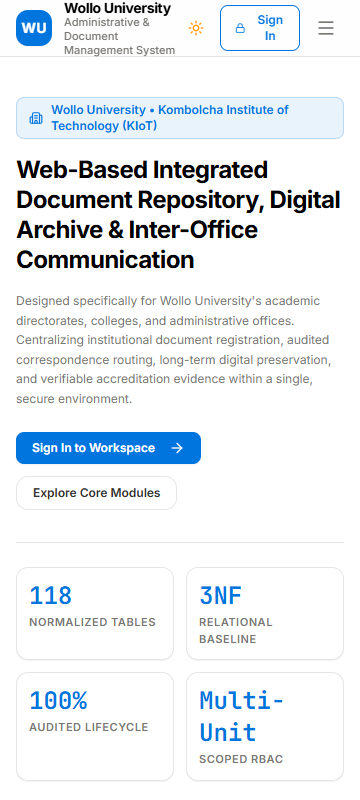 WU
Wollo University
Administrative &
Document
Management System
Sign
In
Wollo University • Kombolcha Institute of
Technology (KIoT)
Web-Based Integrated
Document Repository, Digital
Archive & Inter-Office
Communication
Designed specifically for Wollo University's academic
directorates, colleges, and administrative offices.
Centralizing institutional document registration, audited
correspondence routing, long-term digital preservation,
and verifiable accreditation evidence within a single,
secure environment.
Sign In to Workspace
Explore Core Modules
118
NORMALIZED TABLES
3NF
RELATIONAL
BASELINE
100%
AUDITED LIFECYCLE
Multi-
Unit
SCOPED RBAC